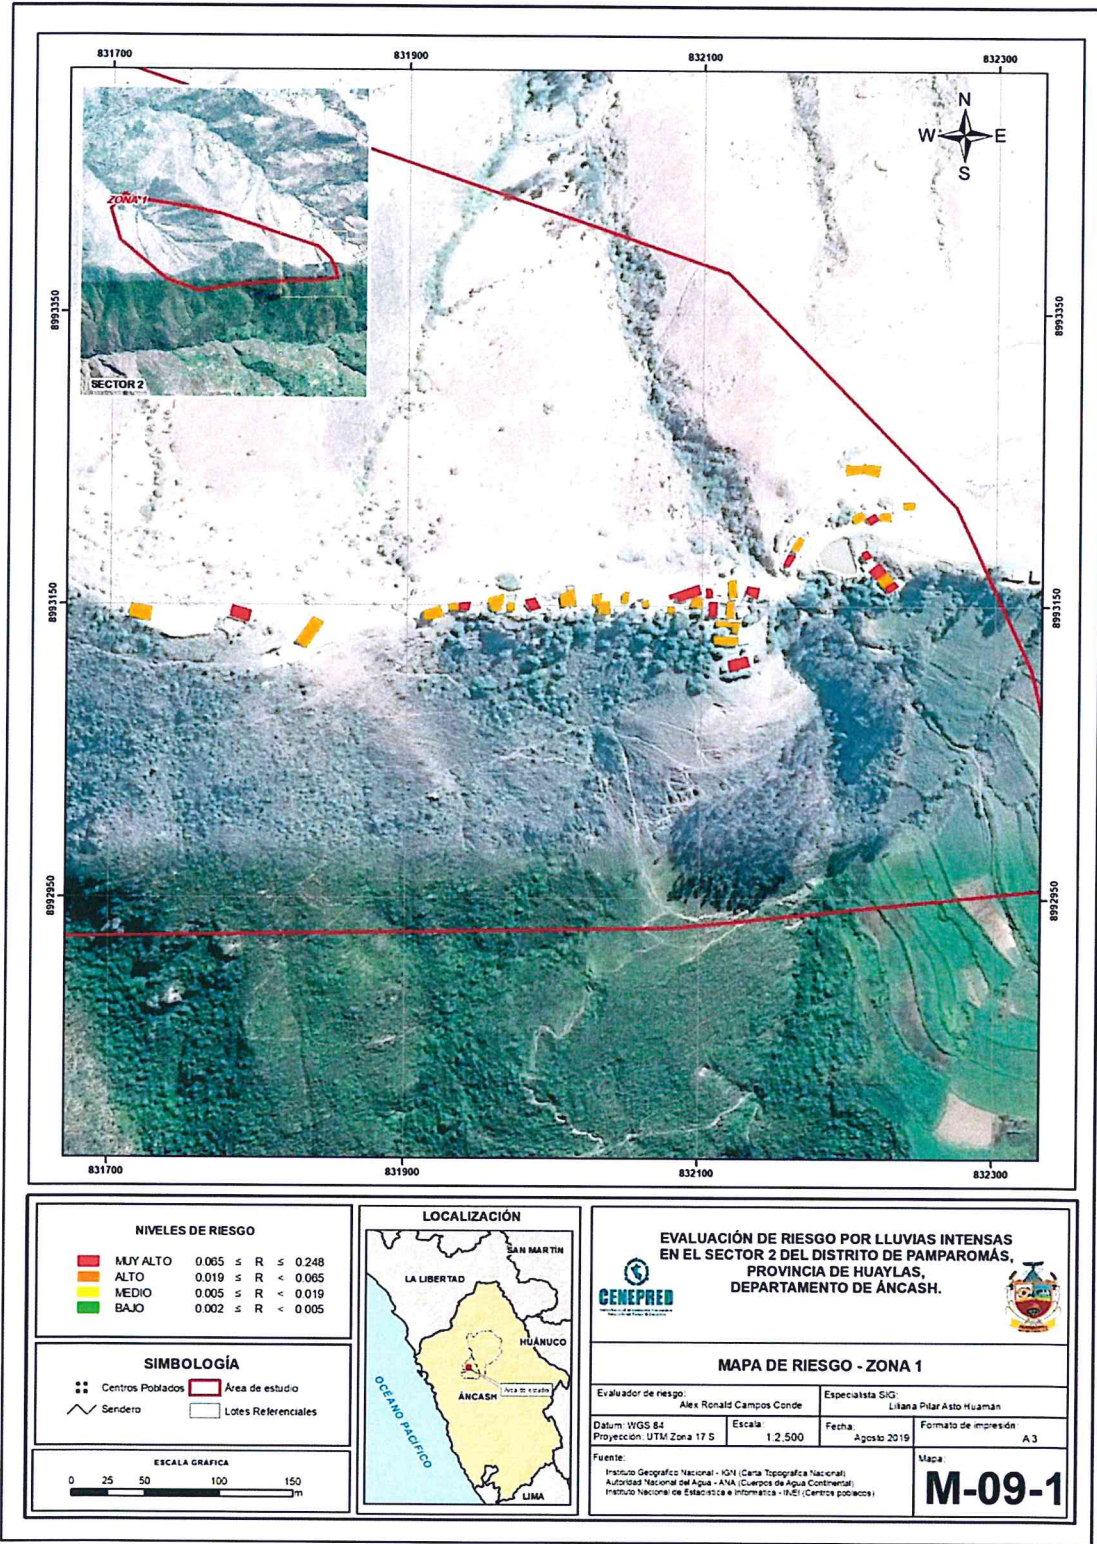 831700
831900
832100
832300
N
W
E
S
ZONA 1
SECTOR 2
8993350
8993350
8993150
8993150
8992950
8992950
831700
831900
832100
832300
NIVELES DE RIESGO
MUY ALTO 0.065 ≤ R ≤ 0.248
ALTO 0.019 ≤ R < 0.065
MEDIO 0.005 ≤ R < 0.019
BAJO 0.002 ≤ R < 0.005
SIMBOLOGÍA
Centros Poblados
Área de estudio
Sendero
Lotes Referenciales
ESCALA GRÁFICA
0 25 50 100 150
m
LOCALIZACIÓN
SAN MARTÍN
LA LIBERTAD
HUÁNUCO
Área de estudio
ÁNCASH
OCÉANO PACÍFICO
LIMA
CENEPRED
EVALUACIÓN DE RIESGO POR LLUVIAS INTENSAS
EN EL SECTOR 2 DEL DISTRITO DE PAMPAROMÁS,
PROVINCIA DE HUAYLAS,
DEPARTAMENTO DE ÁNCASH.
MAPA DE RIESGO - ZONA 1
Evaluador de riesgo:
Alex Ronald Campos Conde
Especialista SIG:
Liliana Pilar Asto Huamán
Datum: WGS 84
Proyección: UTM Zona 17 S
Escala:
1:2,500
Fecha:
Agosto 2019
Formato de impresión:
A3
Fuente:
Instituto Geográfico Nacional - IGN (Carta Topográfica Nacional)
Autoridad Nacional del Agua - ANA (Cuerpos de Agua Continental)
Instituto Nacional de Estadística e Informática - INEI (Centros poblados)
Mapa:
M-09-1